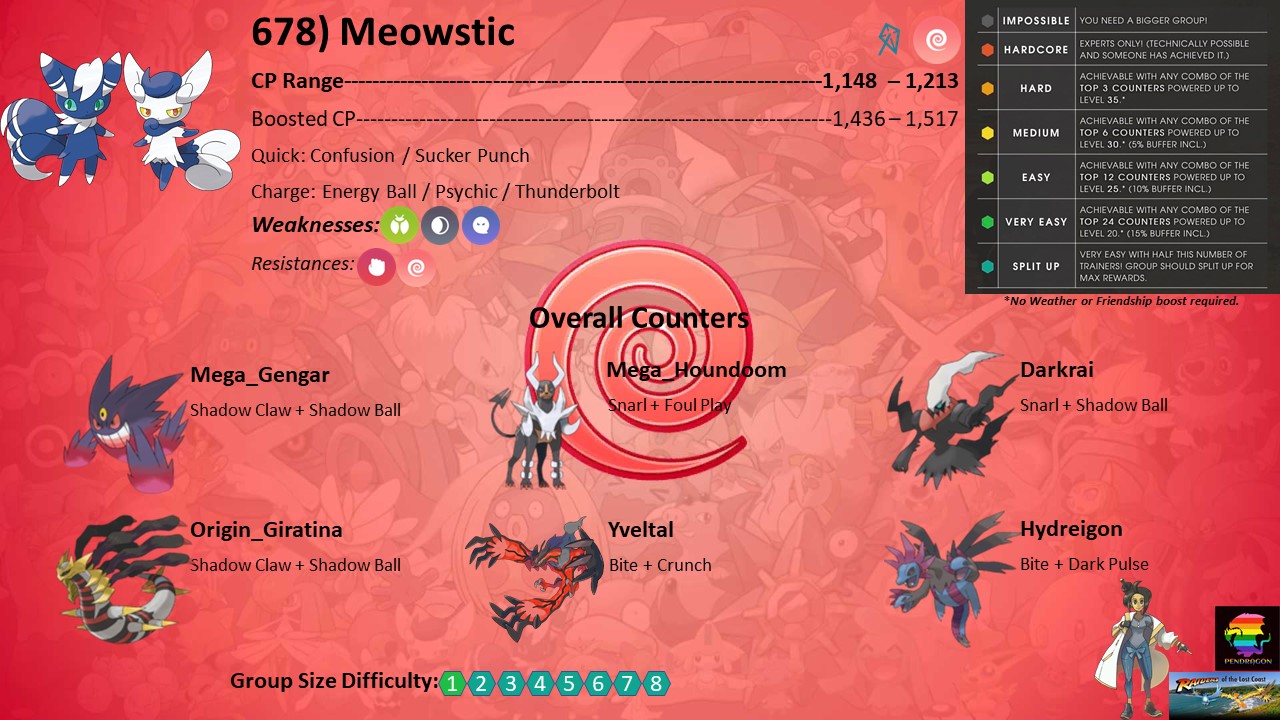 678) Meowstic
CP Range--------------------------------------------------------------------------------1,148 – 1,213
Boosted CP--------------------------------------------------------------------------------1,436 – 1,517
Quick: Confusion / Sucker Punch
Charge: Energy Ball / Psychic / Thunderbolt
Weaknesses:
Resistances:
IMPOSSIBLE YOU NEED A BIGGER GROUP!
HARDCORE EXPERTS ONLY! (TECHNICALLY POSSIBLE
AND SOMEONE HAS ACHIEVED IT.)
HARD ACHIEVABLE WITH ANY COMBO OF THE
TOP 3 COUNTERS POWERED UP TO
LEVEL 35.*
MEDIUM ACHIEVABLE WITH ANY COMBO OF THE
TOP 6 COUNTERS POWERED UP TO
LEVEL 30.* (5% BUFFER INCL.)
EASY ACHIEVABLE WITH ANY COMBO OF THE
TOP 12 COUNTERS POWERED UP TO
LEVEL 25.* (10% BUFFER INCL.)
VERY EASY ACHIEVABLE WITH ANY COMBO OF THE
TOP 24 COUNTERS POWERED UP TO
LEVEL 20.* (15% BUFFER INCL.)
SPLIT UP VERY EASY WITH HALF THIS NUMBER OF
TRAINERS! GROUP SHOULD SPLIT UP FOR
MAX REWARDS.
*No Weather or Friendship boost required.
Overall Counters
Mega_Gengar
Shadow Claw + Shadow Ball
Mega_Houndoom
Snarl + Foul Play
Darkrai
Snarl + Shadow Ball
Origin_Giratina
Shadow Claw + Shadow Ball
Yveltal
Bite + Crunch
Hydreigon
Bite + Dark Pulse
Group Size Difficulty: 1 2 3 4 5 6 7 8
PENDROGON
RAIDERS of the Lost Coast